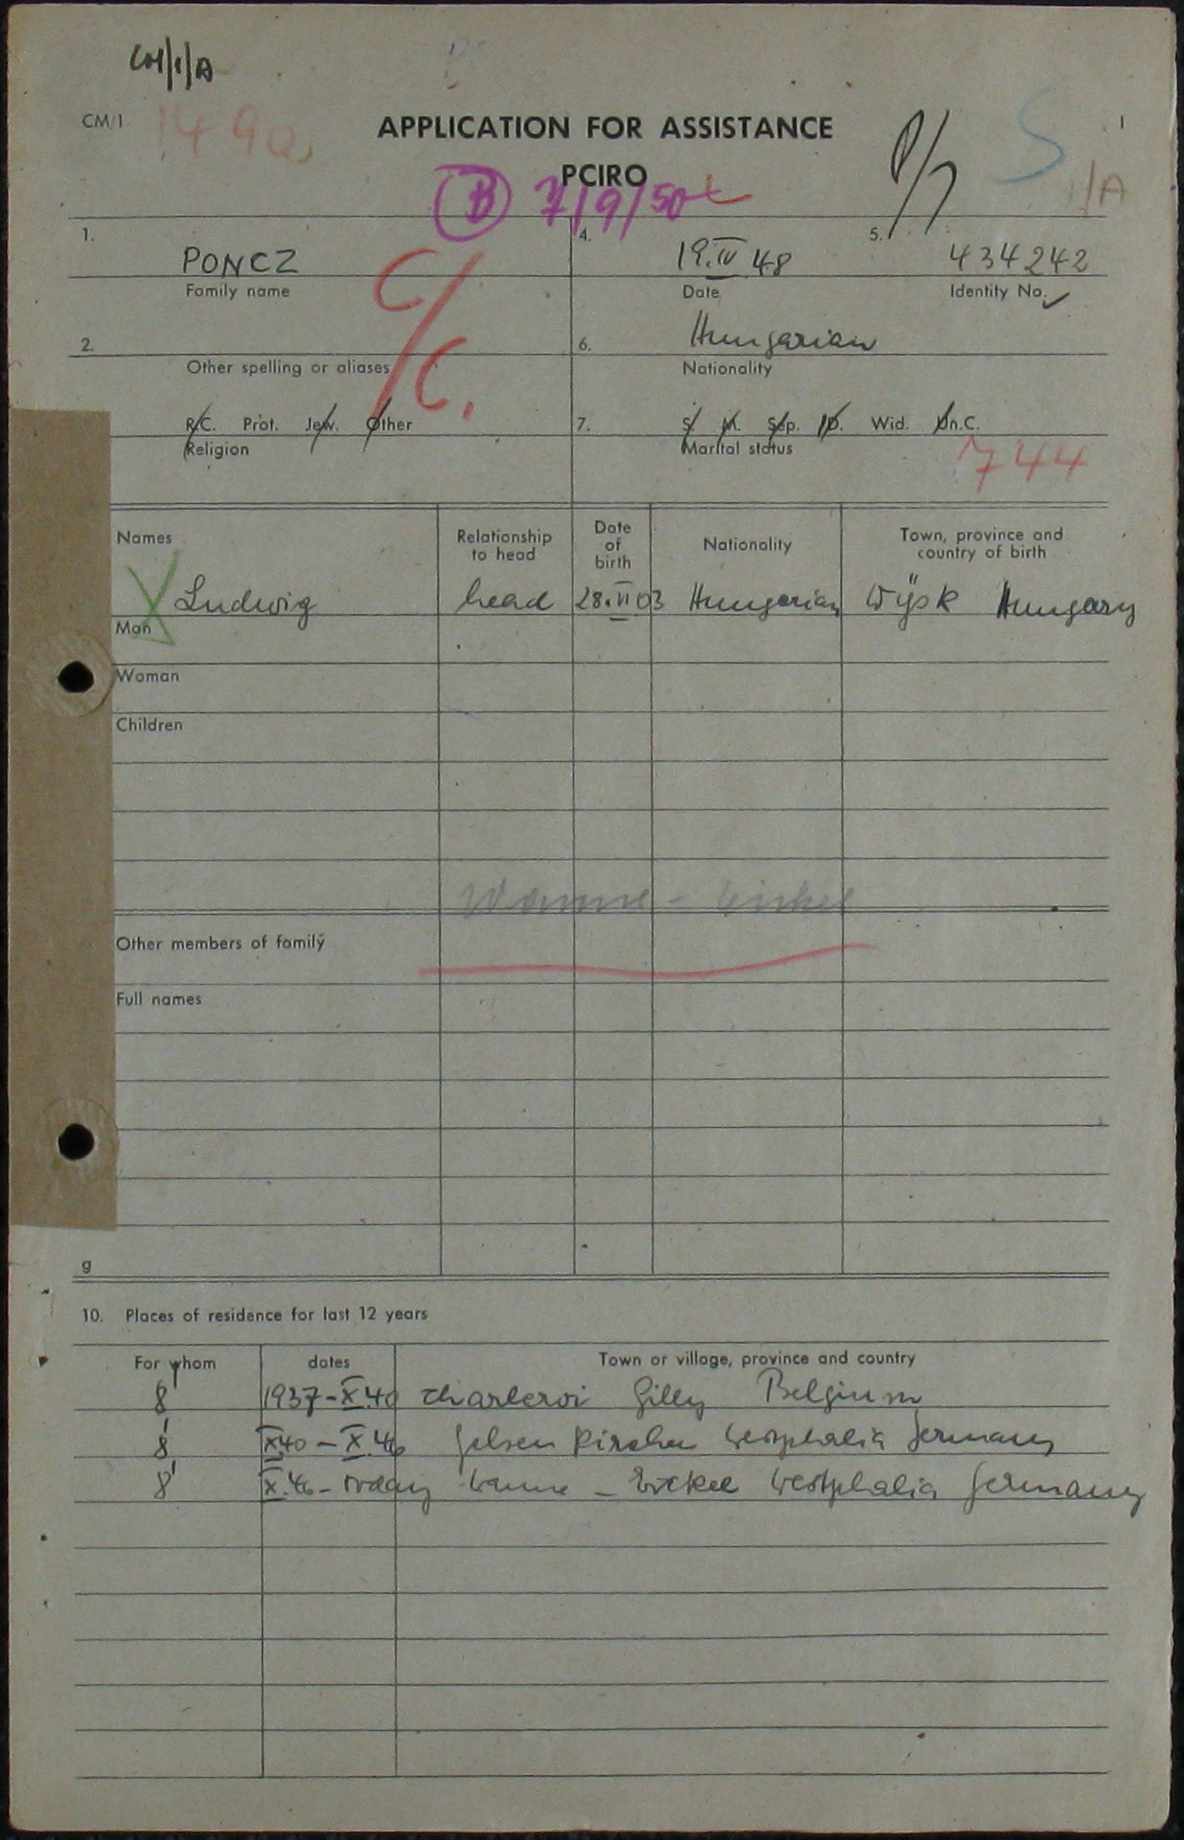 CM/1/A
CM/1 149a, APPLICATION FOR ASSISTANCE P/7 S 1
PCIRO 1/A
B 7/9/50
1. PONCZ 4. 19.IV 48 5. 434242
Family name Date Identity No.
C/C.
2. 6. Hungarian
Other spelling or aliases Nationality
R.C. Prot. Jew. Other 7. S. M. Sep. D. Wid. Un.C.
Religion Marital status
744
Names Relationship to head Date of birth Nationality Town, province and country of birth
Ludwig head 28.VI 03 Hungarian Hungary
Man
Woman
Children
Wanne - Eickel
Other members of family
Full names
9
10. Places of residence for last 12 years
For whom dates Town or village, province and country
8' 1937-X.40 Charleroi Gilly Belgium
8' X40 - X.46 Gelsen Kirchen Westphalia Germany
8' X.46 - today Wanne - Eickel Westphalia Germany